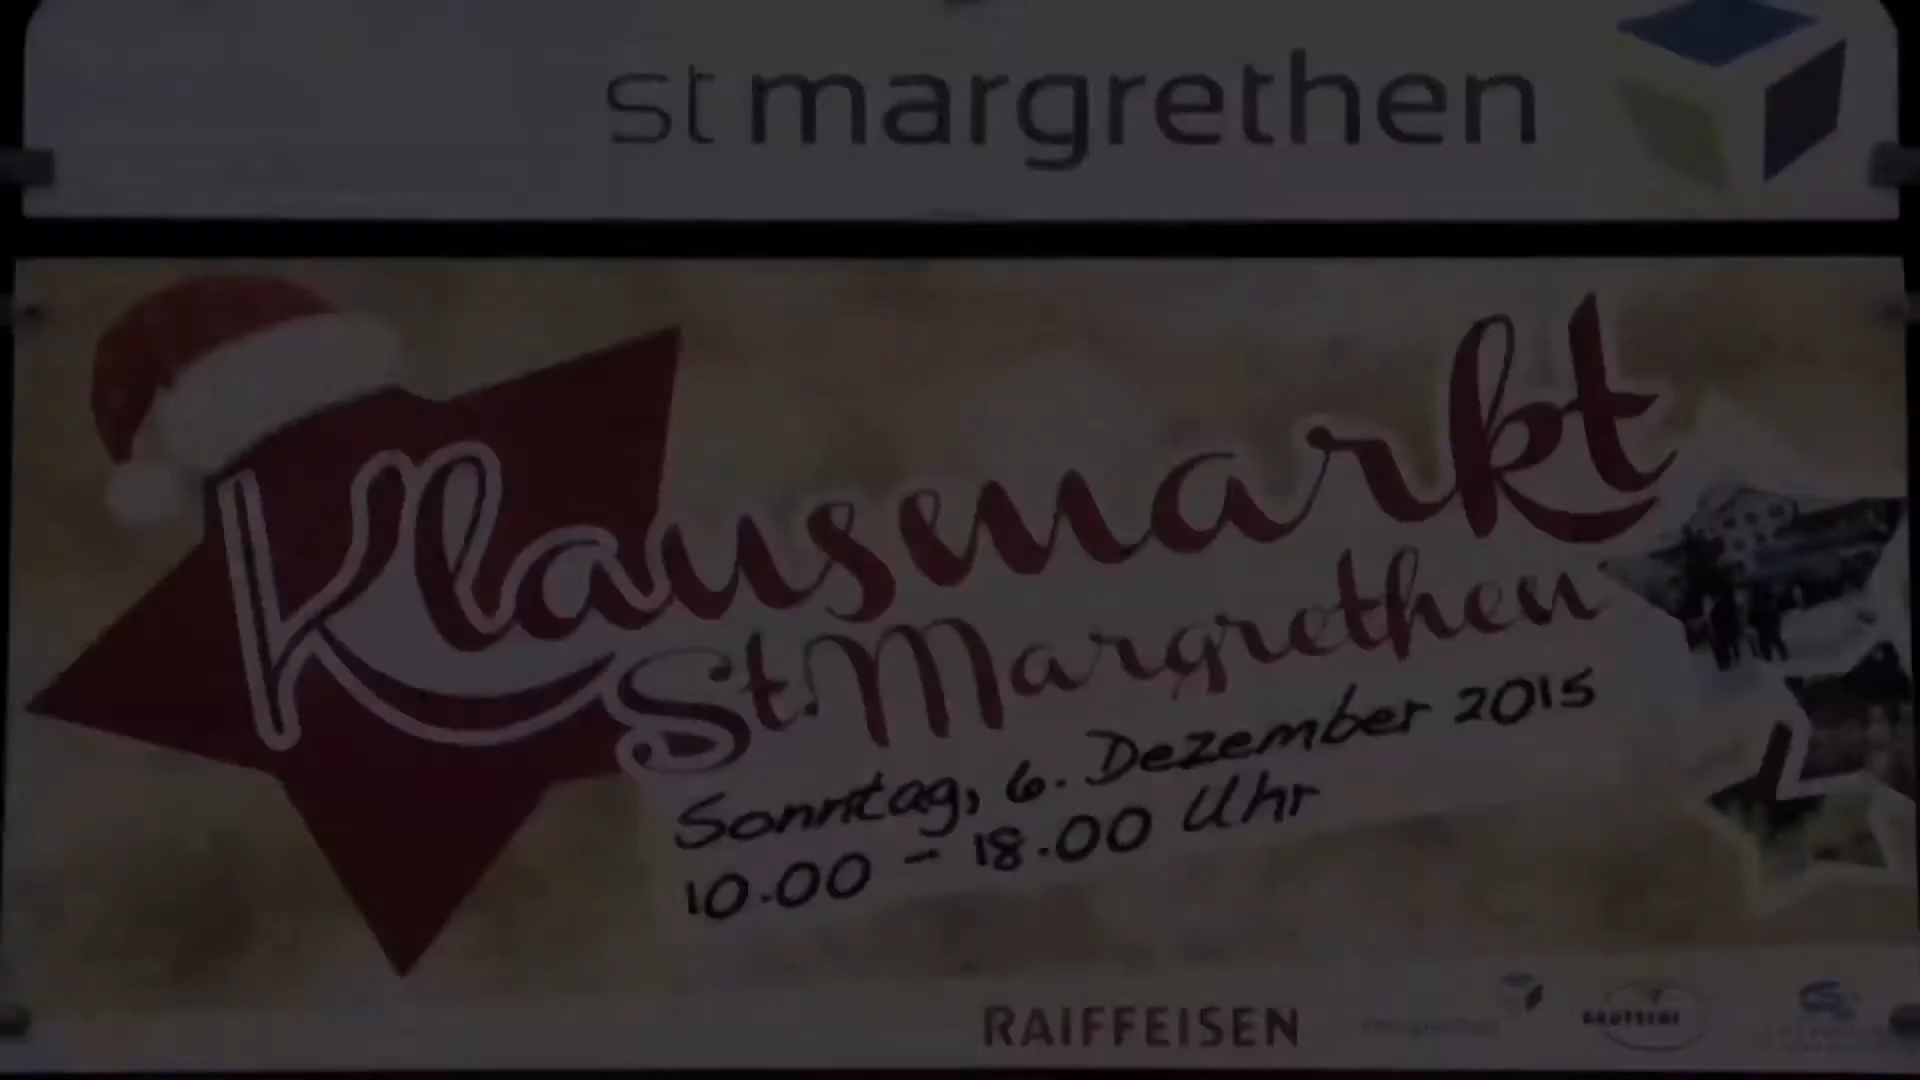 st margrethen
Klausmarkt
St. Margrethen
Sonntag, 6. Dezember 2015
10.00 - 18.00 Uhr
RAIFFEISEN